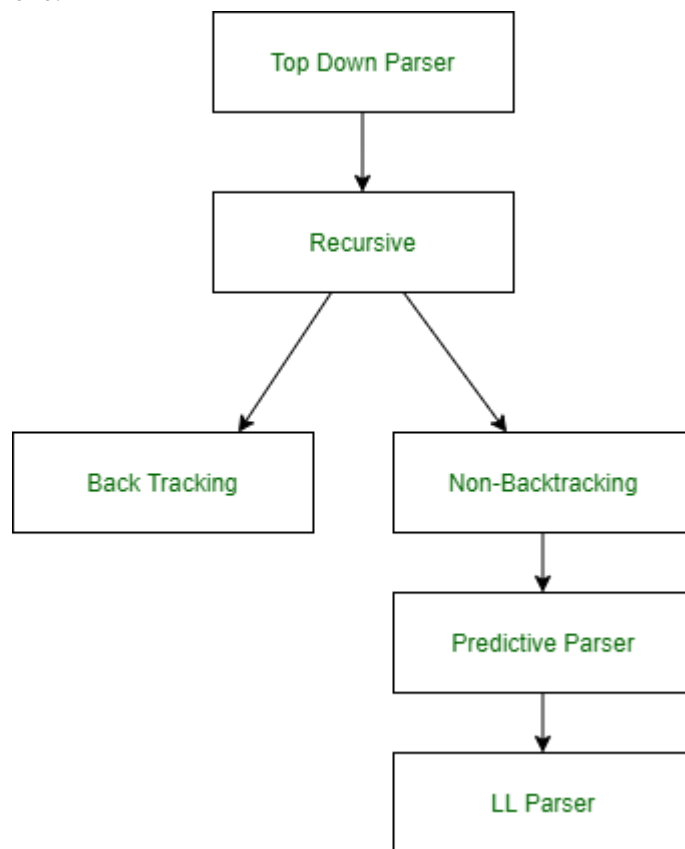 Top Down Parser
Recursive
Back Tracking
Non-Backtracking
Predictive Parser
LL Parser